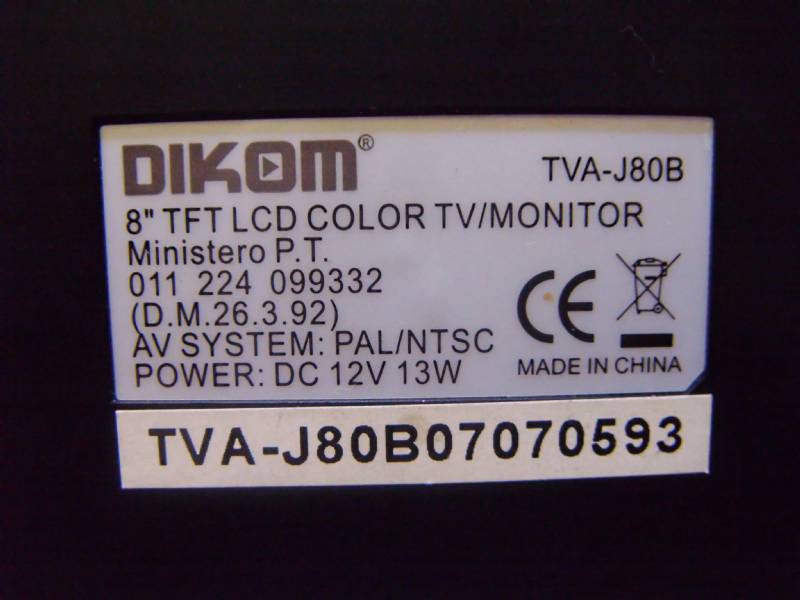 DIKOM® TVA-J80B
8" TFT LCD COLOR TV/MONITOR
Ministero P.T.
011 224 099332
(D.M.26.3.92)
AV SYSTEM: PAL/NTSC
POWER: DC 12V 13W
CE
MADE IN CHINA
TVA-J80B07070593